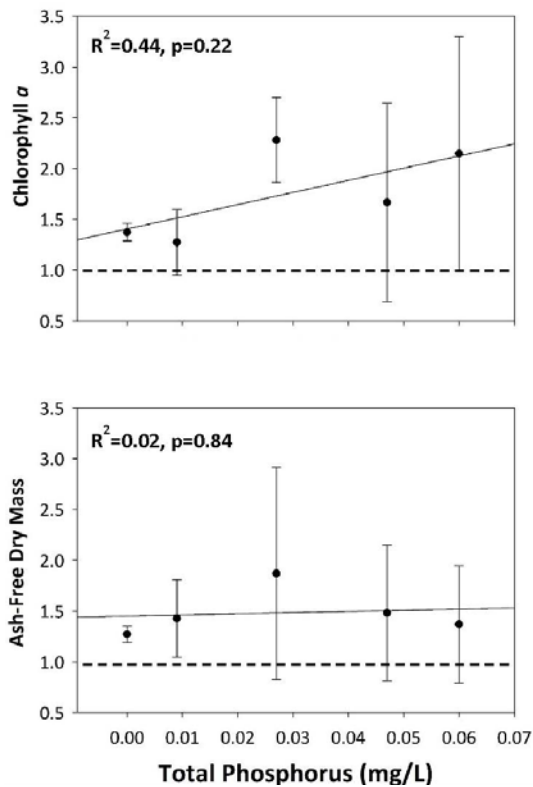 3.5
R²=0.44, p=0.22
3.0
2.5
Chlorophyll a
2.0
1.5
1.0
0.5
3.5
R²=0.02, p=0.84
3.0
2.5
Ash-Free Dry Mass
2.0
1.5
1.0
0.5
0.00 0.01 0.02 0.03 0.04 0.05 0.06 0.07
Total Phosphorus (mg/L)